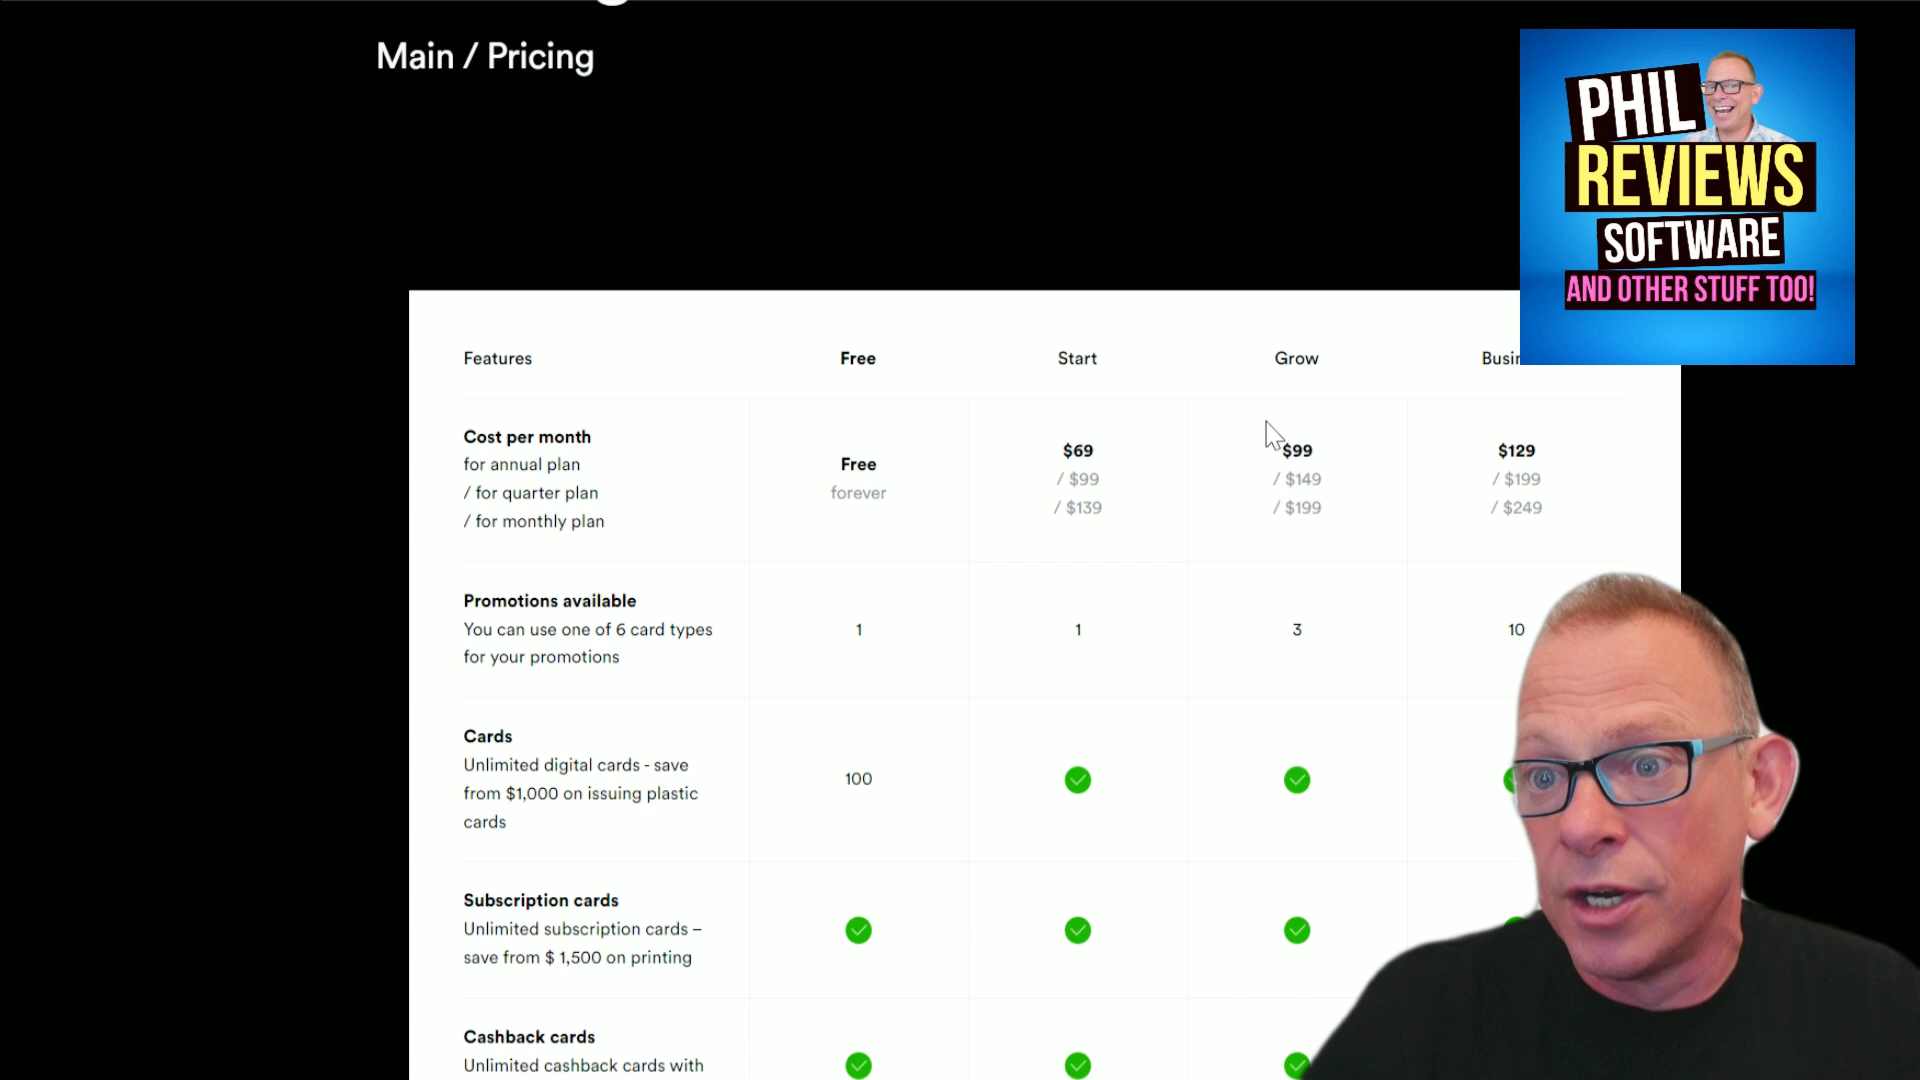 Main / Pricing
PHIL
REVIEWS
SOFTWARE
AND OTHER STUFF TOO!
Features Free Start Grow
Cost per month
for annual plan
/ for quarter plan
/ for monthly plan
Free
forever
$69
/ $99
/ $139
$99
/ $149
/ $199
$129
/ $199
/ $249
Promotions available
You can use one of 6 card types
for your promotions
1 1 3 10
Cards
Unlimited digital cards - save
from $1,000 on issuing plastic
cards
100
Subscription cards
Unlimited subscription cards –
save from $ 1,500 on printing
Cashback cards
Unlimited cashback cards with